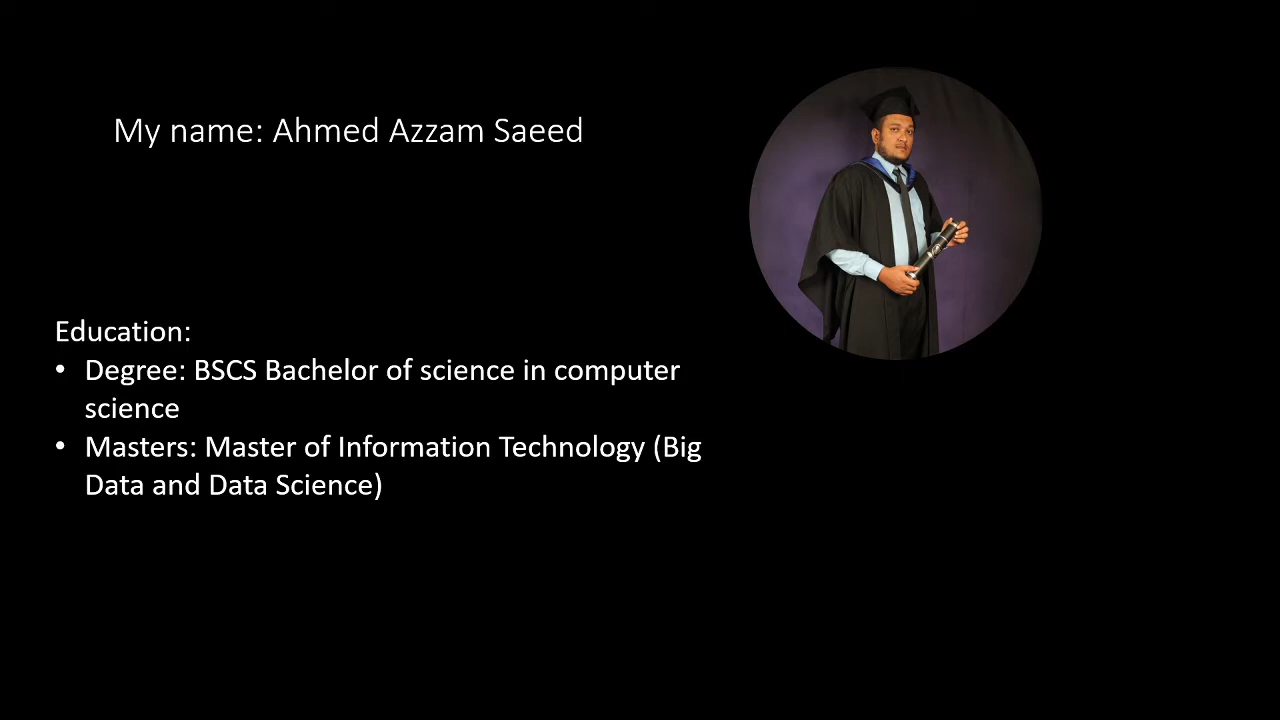 My name: Ahmed Azzam Saeed
Education:
• Degree: BSCS Bachelor of science in computer
science
• Masters: Master of Information Technology (Big
Data and Data Science)